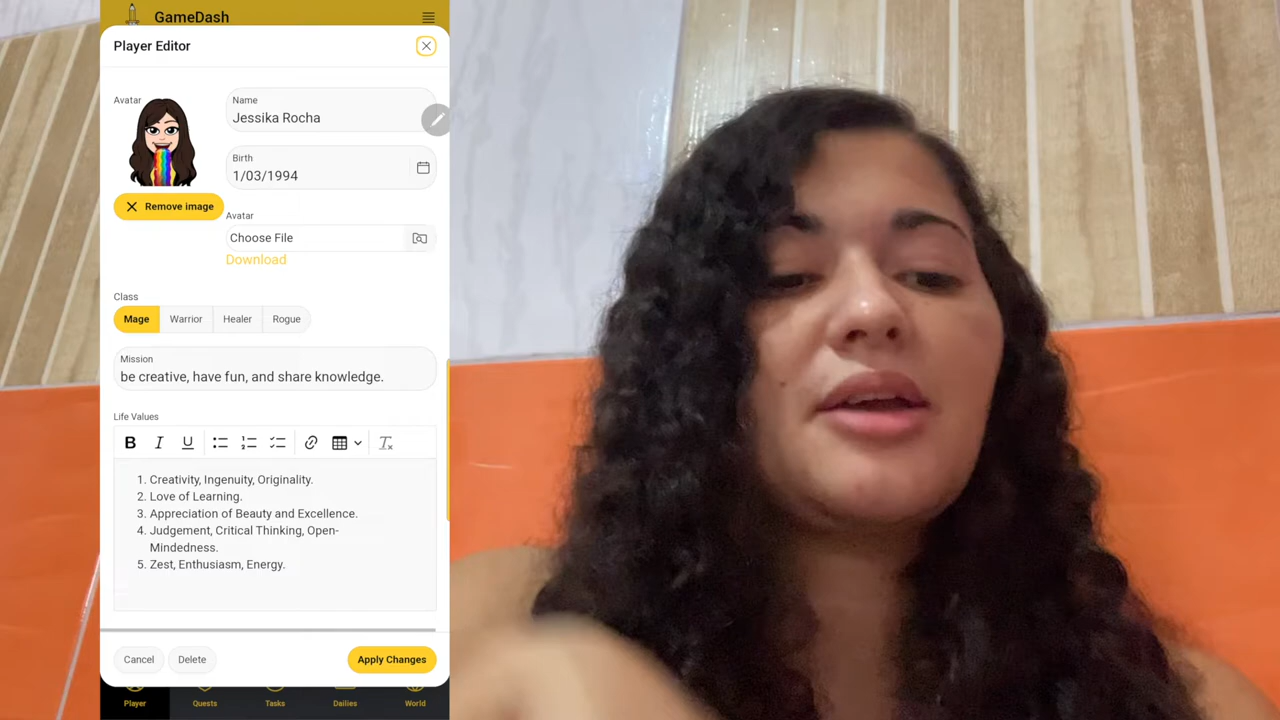 GameDash
Player Editor
Avatar
Name
Jessika Rocha
Birth
1/03/1994
Remove image
Avatar
Choose File
Download
Class
Mage Warrior Healer Rogue
Mission
be creative, have fun, and share knowledge.
Life Values
B I U
1. Creativity, Ingenuity, Originality.
2. Love of Learning.
3. Appreciation of Beauty and Excellence.
4. Judgement, Critical Thinking, Open-
Mindedness.
5. Zest, Enthusiasm, Energy.
Cancel Delete Apply Changes
Player Quests Tasks Dailies World